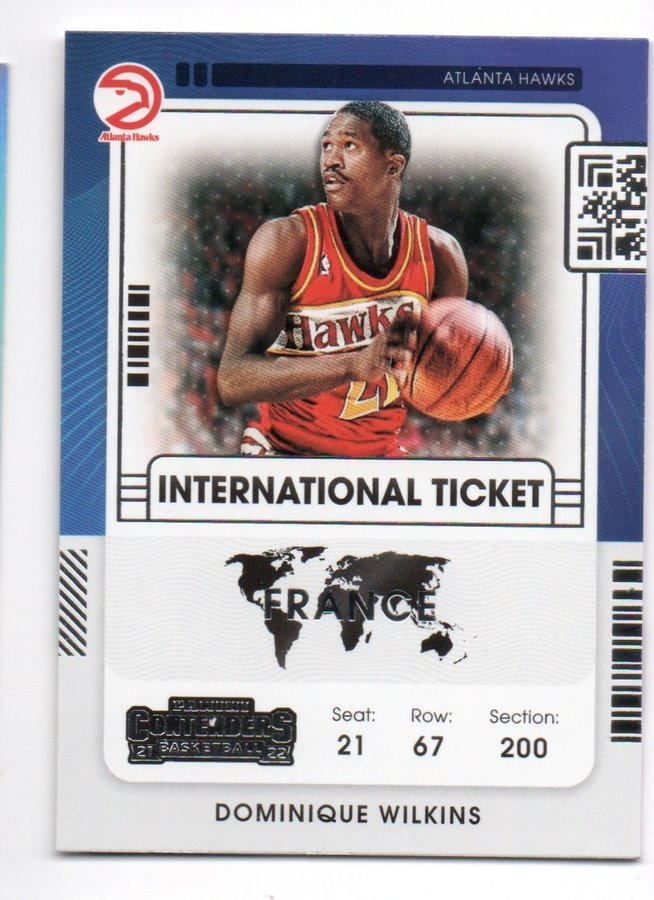 ATLANTA HAWKS
Atlanta Hawks
Hawks
21
INTERNATIONAL TICKET
FRANCE
PANINI
CONTENDERS
21 BASKETBALL 22
Seat: Row: Section:
21 67 200
DOMINIQUE WILKINS